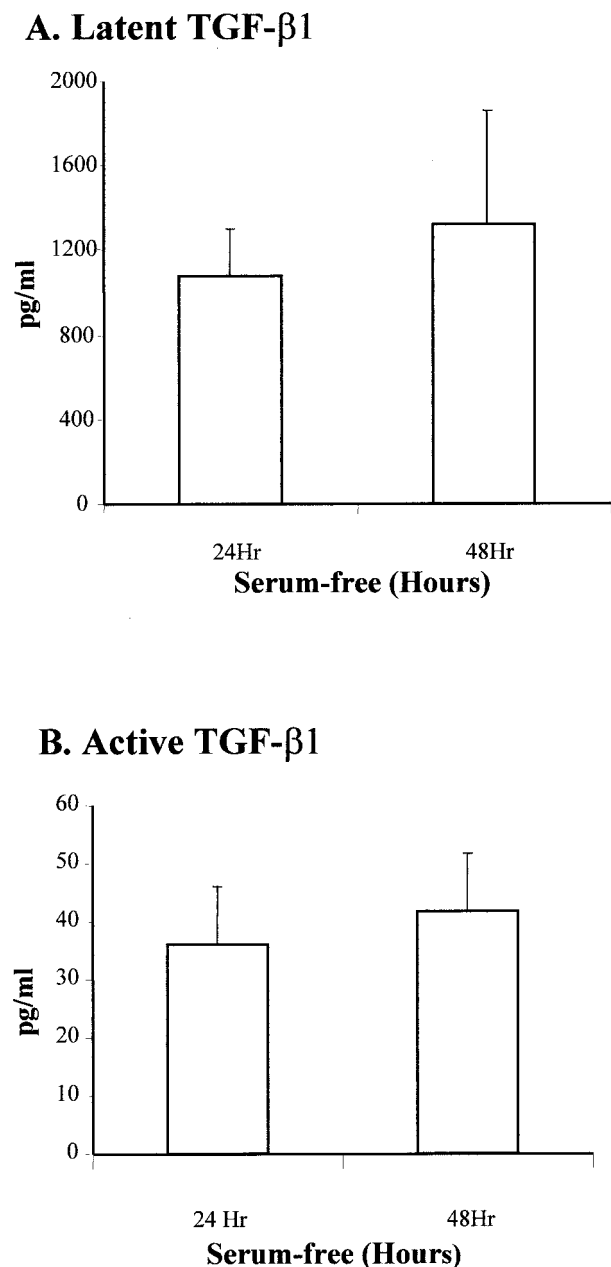 A. Latent TGF-β1
2000
1600
1200
800
400
0
pg/ml
24Hr 48Hr
Serum-free (Hours)
B. Active TGF-β1
60
50
40
30
20
10
0
pg/ml
24 Hr 48Hr
Serum-free (Hours)